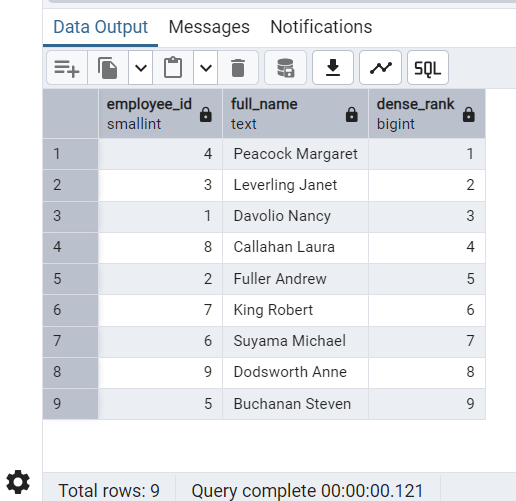 Data Output Messages Notifications
SQL
employee_id full_name dense_rank
smallint text bigint
1 4 Peacock Margaret 1
2 3 Leverling Janet 2
3 1 Davolio Nancy 3
4 8 Callahan Laura 4
5 2 Fuller Andrew 5
6 7 King Robert 6
7 6 Suyama Michael 7
8 9 Dodsworth Anne 8
9 5 Buchanan Steven 9
Total rows: 9 Query complete 00:00:00.121